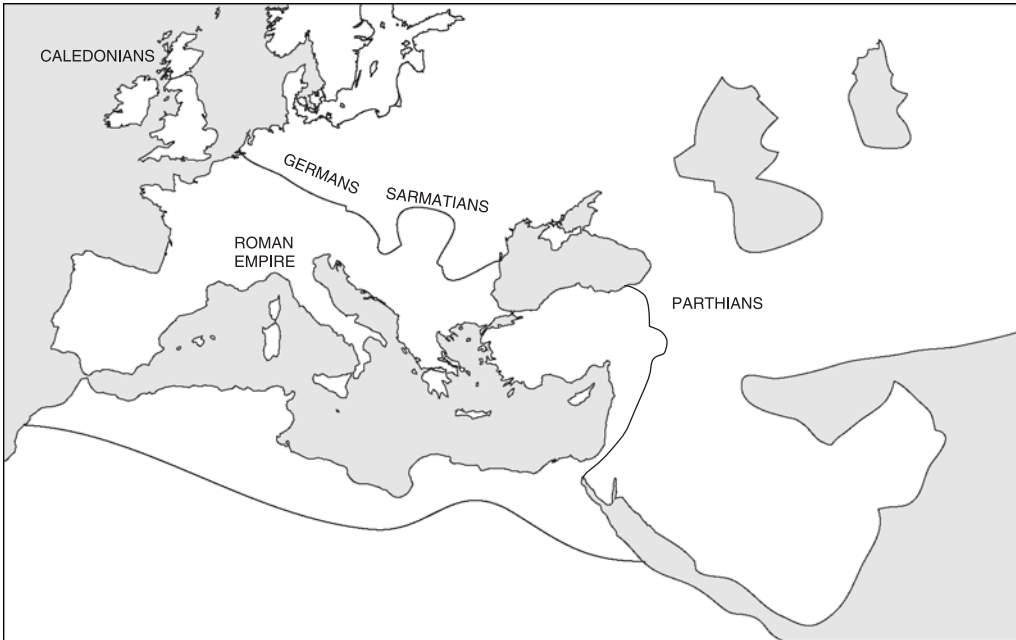 CALEDONIANS
GERMANS
SARMATIANS
ROMAN
EMPIRE
PARTHIANS